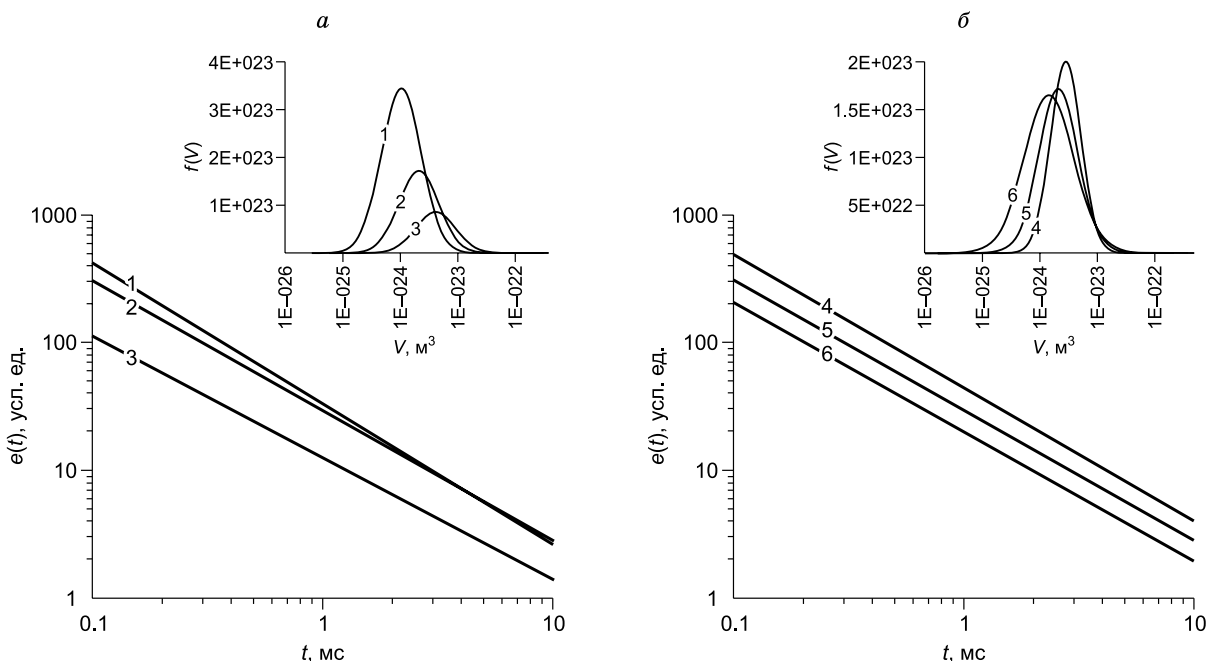 а
4E+023
3E+023
2E+023
1E+023
f(V)
1
2
3
1E–026
1E–025
1E–024
1E–023
1E–022
V, м³
1000
100
10
1
e(t), усл. ед.
1
2
3
0.1
1
10
t, мс
б
2E+023
1.5E+023
1E+023
5E+022
f(V)
6
5
4
1E–026
1E–025
1E–024
1E–023
1E–022
V, м³
1000
100
10
1
e(t), усл. ед.
4
5
6
0.1
1
10
t, мс